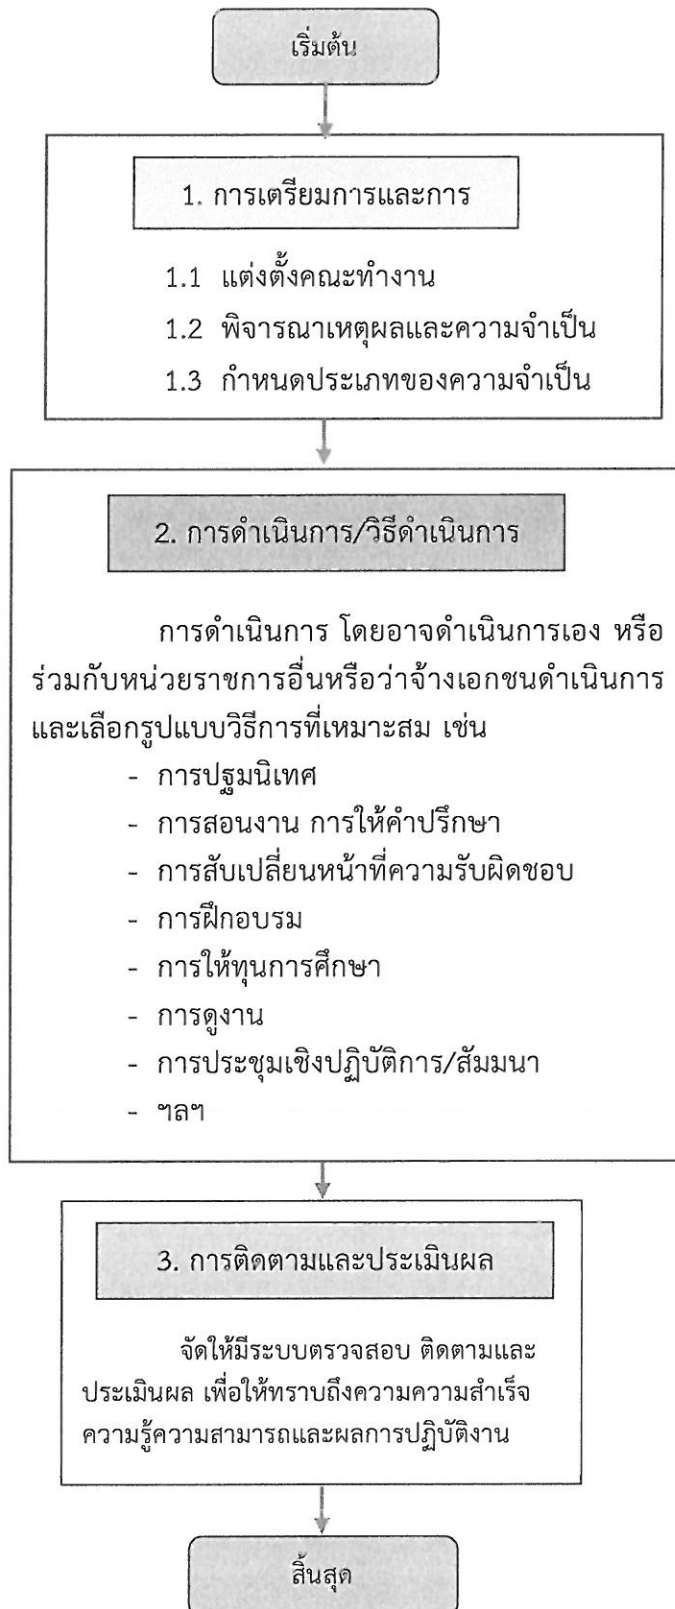 เริ่มต้น
1. การเตรียมการและการ
1.1 แต่งตั้งคณะทำงาน
1.2 พิจารณาเหตุผลและความจำเป็น
1.3 กำหนดประเภทของความจำเป็น
2. การดำเนินการ/วิธีดำเนินการ
การดำเนินการ โดยอาจดำเนินการเอง หรือ
ร่วมกับหน่วยราชการอื่นหรือว่าจ้างเอกชนดำเนินการ
และเลือกรูปแบบวิธีการที่เหมาะสม เช่น
- การปฐมนิเทศ
- การสอนงาน การให้คำปรึกษา
- การสับเปลี่ยนหน้าที่ความรับผิดชอบ
- การฝึกอบรม
- การให้ทุนการศึกษา
- การดูงาน
- การประชุมเชิงปฏิบัติการ/สัมมนา
- ฯลฯ
3. การติดตามและประเมินผล
จัดให้มีระบบตรวจสอบ ติดตามและ
ประเมินผล เพื่อให้ทราบถึงความความสำเร็จ
ความรู้ความสามารถและผลการปฏิบัติงาน
สิ้นสุด